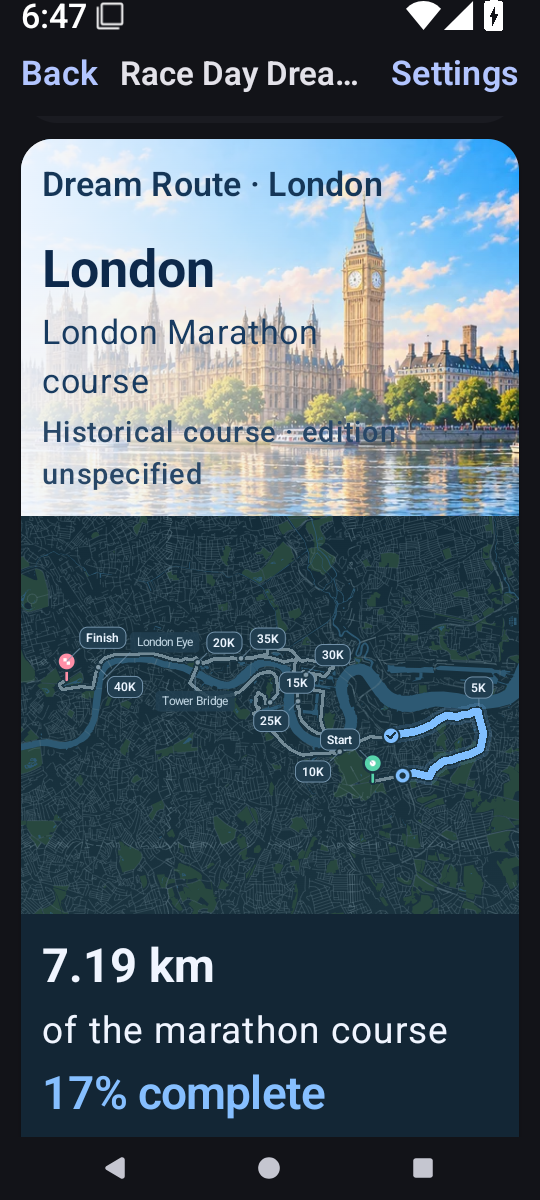 6:47
Back Race Day Drea... Settings
Dream Route · London
London
London Marathon
course
Historical course · edition
unspecified
Finish London Eye 20K 35K
30K
40K Tower Bridge 15K 5K
25K
Start
10K
7.19 km
of the marathon course
17% complete